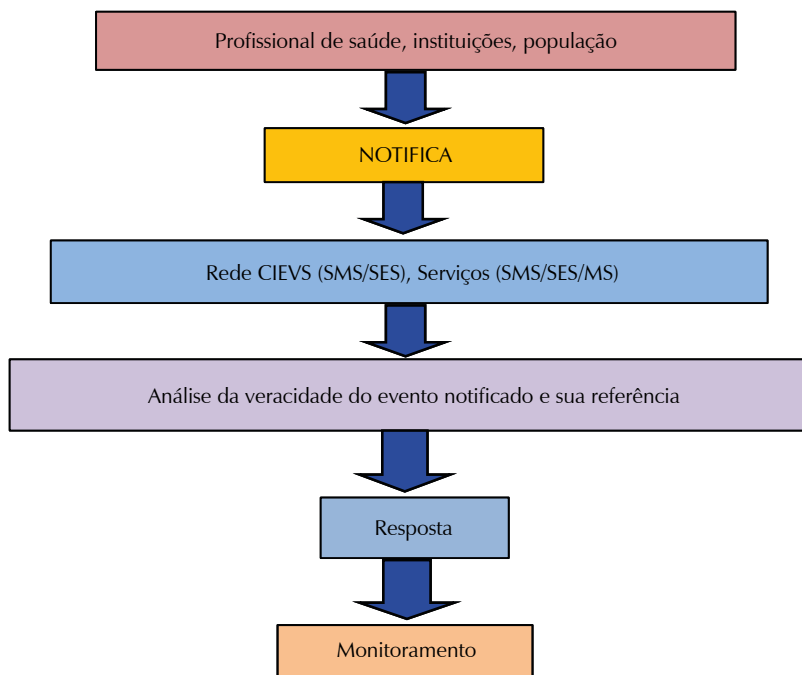 Profissional de saúde, instituições, população
NOTIFICA
Rede CIEVS (SMS/SES), Serviços (SMS/SES/MS)
Análise da veracidade do evento notificado e sua referência
Resposta
Monitoramento